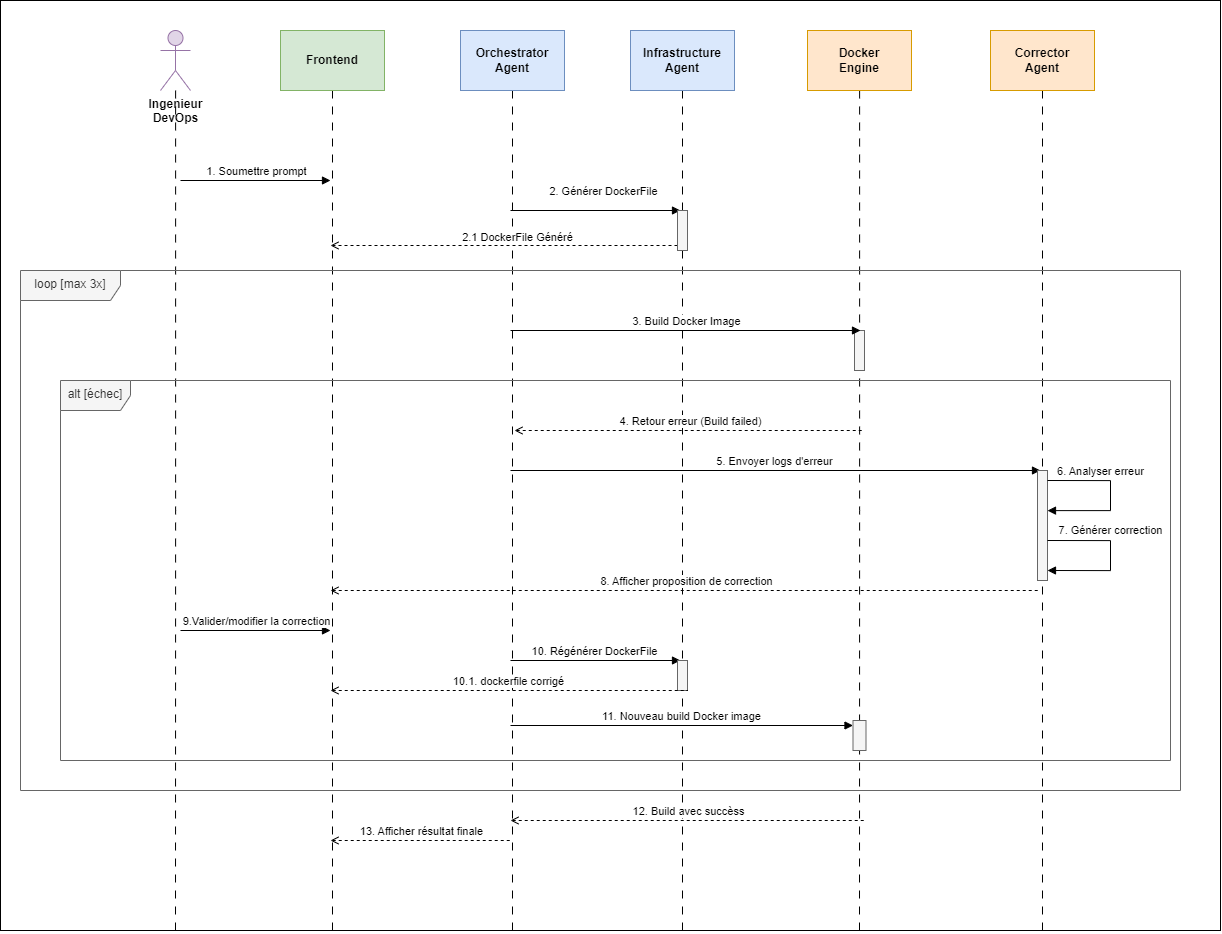 Ingenieur
DevOps
Frontend
Orchestrator
Agent
Infrastructure
Agent
Docker
Engine
Corrector
Agent
1. Soumettre prompt
2. Générer DockerFile
2.1 DockerFile Généré
loop [max 3x]
3. Build Docker Image
alt [échec]
4. Retour erreur (Build failed)
5. Envoyer logs d'erreur
6. Analyser erreur
7. Générer correction
8. Afficher proposition de correction
9.Valider/modifier la correction
10. Régénérer DockerFile
10.1. dockerfile corrigé
11. Nouveau build Docker image
12. Build avec succèss
13. Afficher résultat finale